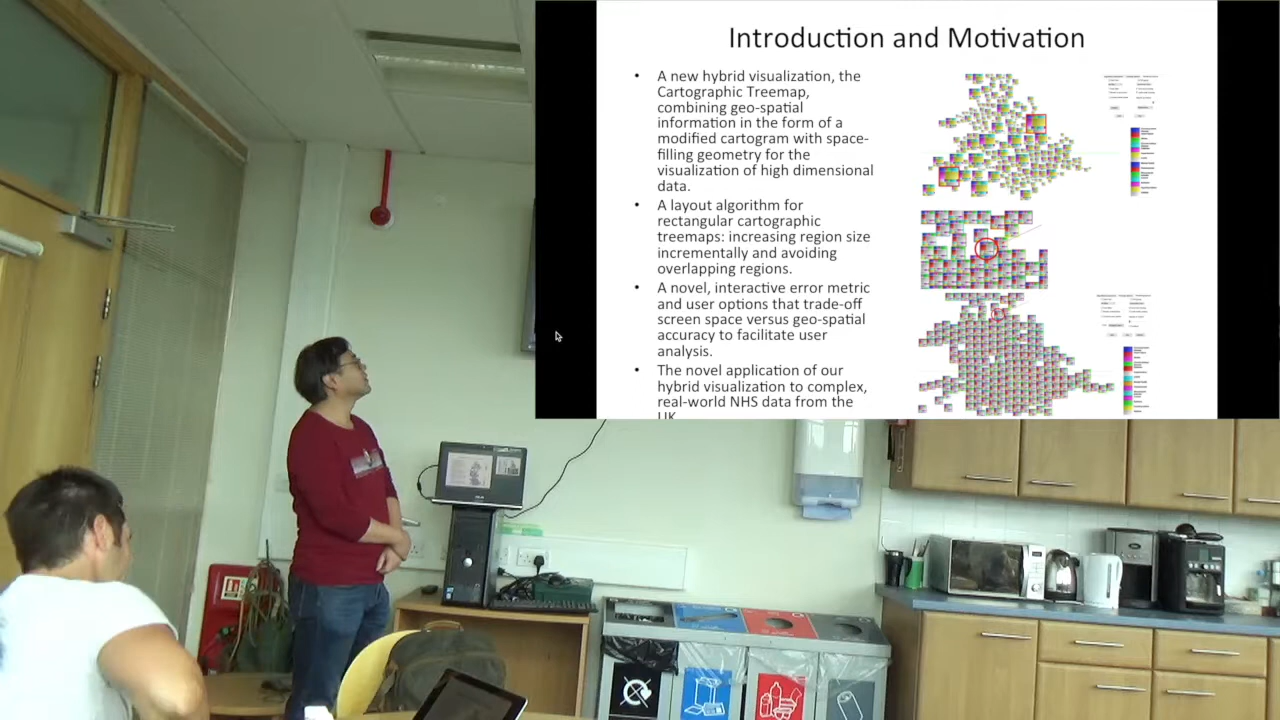 Introduction and Motivation
• A new hybrid visualization, the
Cartographic Treemap,
combining geo-spatial
information in the form of a
modified cartogram with space-
filling geometry for the
visualization of high dimensional
data.
• A layout algorithm for
rectangular cartographic
treemaps: increasing region size
incrementally and avoiding
overlapping regions.
• A novel, interactive error metric
and user options that trade-off
screen space versus geo-spatial
accuracy to facilitate user
analysis.
• The novel application of our
hybrid visualization to complex,
real-world NHS data from the
UK